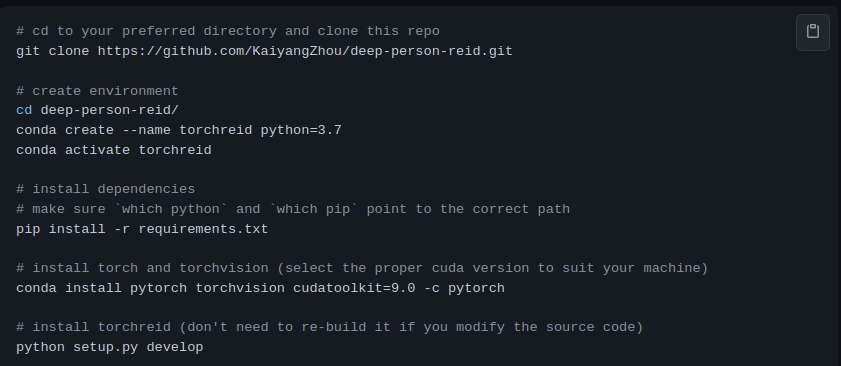 # cd to your preferred directory and clone this repo
git clone https://github.com/KaiyangZhou/deep-person-reid.git
# create environment
cd deep-person-reid/
conda create --name torchreid python=3.7
conda activate torchreid
# install dependencies
# make sure `which python` and `which pip` point to the correct path
pip install -r requirements.txt
# install torch and torchvision (select the proper cuda version to suit your machine)
conda install pytorch torchvision cudatoolkit=9.0 -c pytorch
# install torchreid (don't need to re-build it if you modify the source code)
python setup.py develop